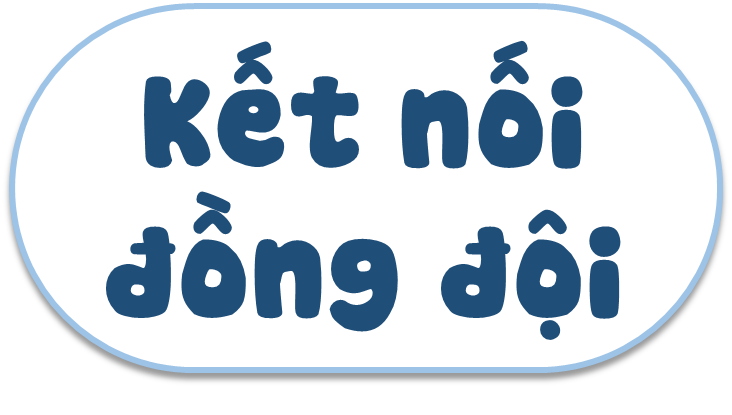 Kết nối
đồng đội